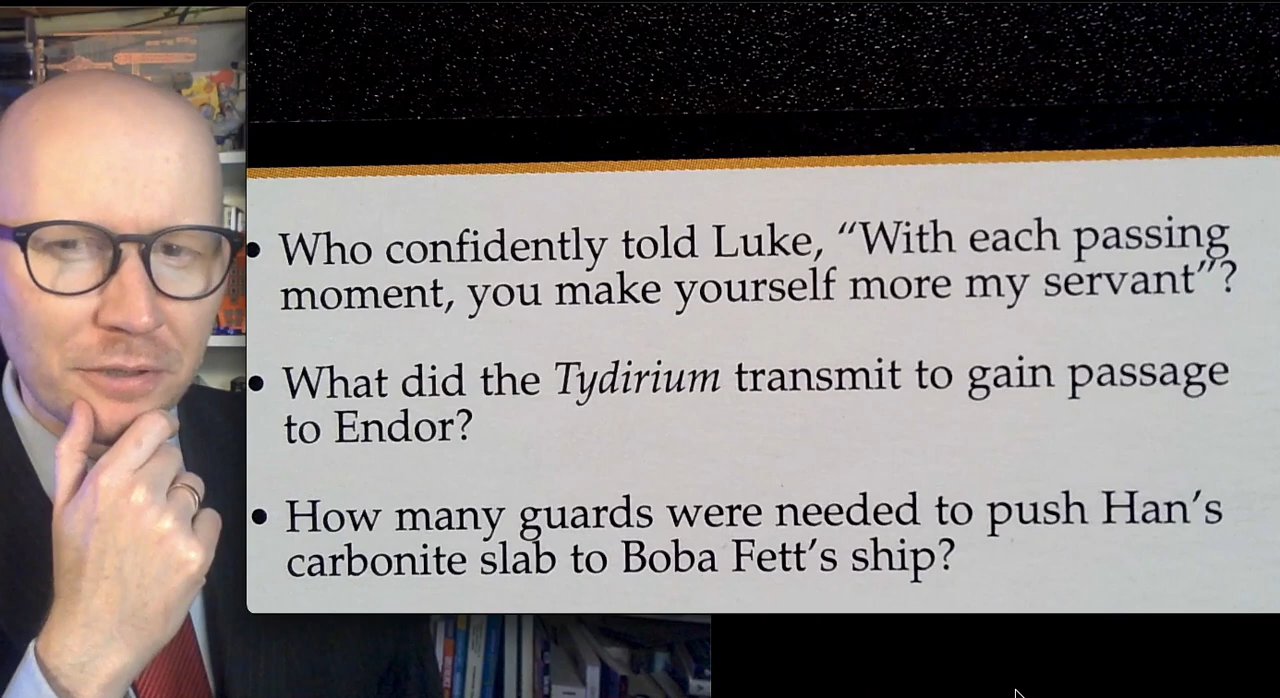 • Who confidently told Luke, “With each passing
moment, you make yourself more my servant”?
• What did the Tydirium transmit to gain passage
to Endor?
• How many guards were needed to push Han’s
carbonite slab to Boba Fett’s ship?